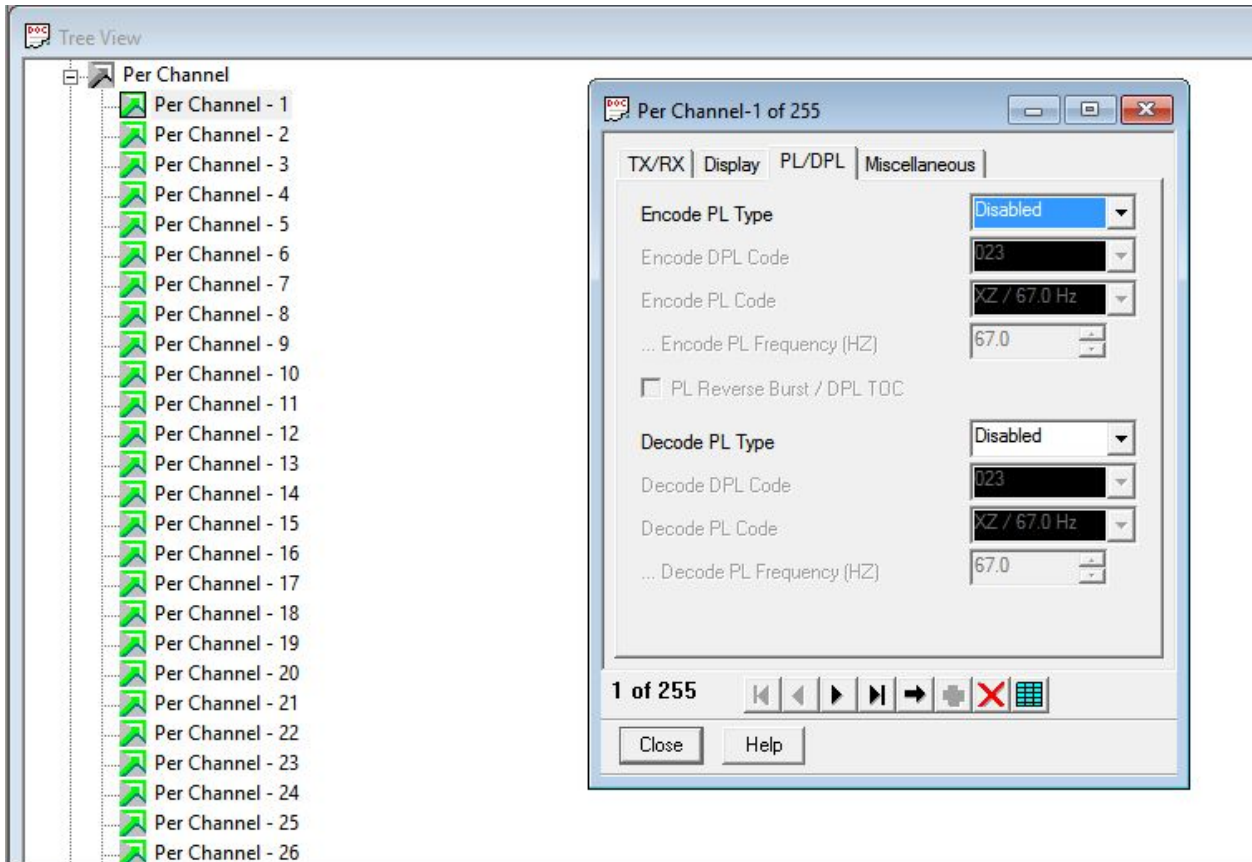 DOC Tree View
Per Channel
Per Channel - 1
Per Channel - 2
Per Channel - 3
Per Channel - 4
Per Channel - 5
Per Channel - 6
Per Channel - 7
Per Channel - 8
Per Channel - 9
Per Channel - 10
Per Channel - 11
Per Channel - 12
Per Channel - 13
Per Channel - 14
Per Channel - 15
Per Channel - 16
Per Channel - 17
Per Channel - 18
Per Channel - 19
Per Channel - 20
Per Channel - 21
Per Channel - 22
Per Channel - 23
Per Channel - 24
Per Channel - 25
Per Channel - 26
DOC Per Channel-1 of 255
TX/RX Display PL/DPL Miscellaneous
Encode PL Type Disabled
Encode DPL Code 023
Encode PL Code XZ / 67.0 Hz
... Encode PL Frequency (HZ) 67.0
PL Reverse Burst / DPL TOC
Decode PL Type Disabled
Decode DPL Code 023
Decode PL Code XZ / 67.0 Hz
... Decode PL Frequency (HZ) 67.0
1 of 255
Close Help